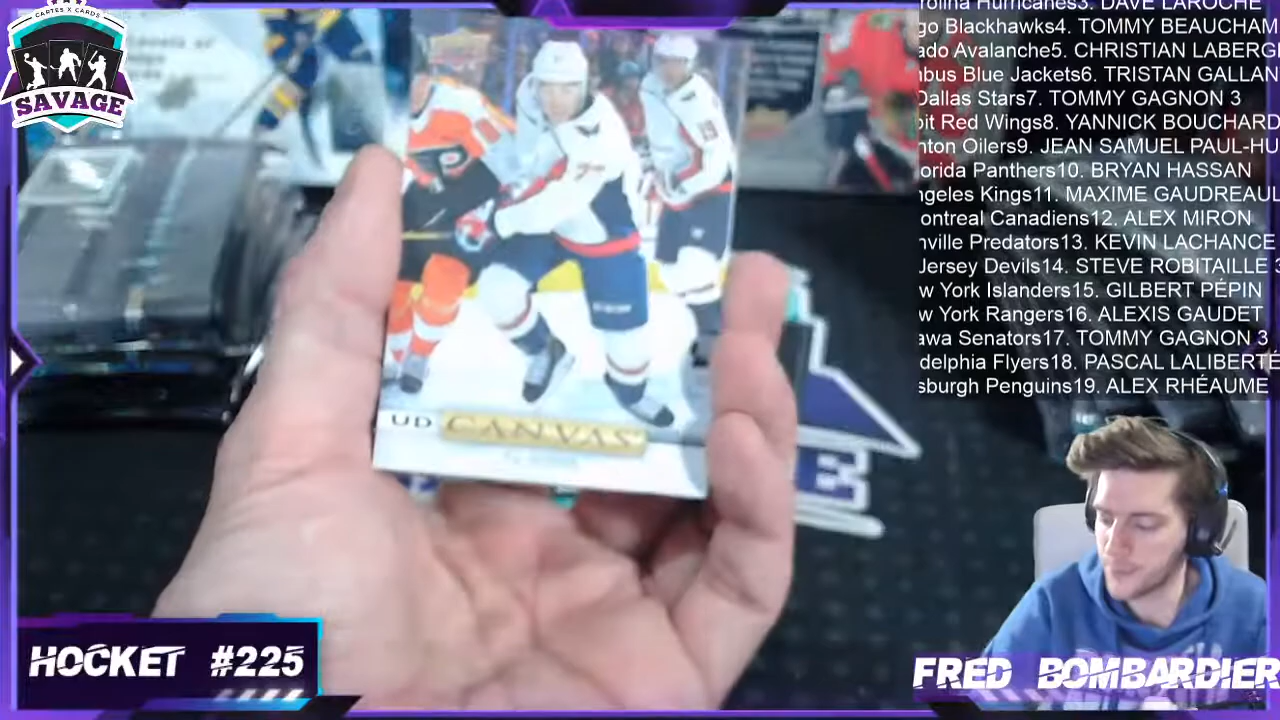 CARTES X CARDS
SAVAGE
rolina Hurricanes3. DAVE LAROCHE
go Blackhawks4. TOMMY BEAUCHAM
ado Avalanche5. CHRISTIAN LABERG
nbus Blue Jackets6. TRISTAN GALLAN
Dallas Stars7. TOMMY GAGNON 3
oit Red Wings8. YANNICK BOUCHARD
nton Oilers9. JEAN SAMUEL PAUL-HU
orida Panthers10. BRYAN HASSAN
ngeles Kings11. MAXIME GAUDREAUL
ontreal Canadiens12. ALEX MIRON
nville Predators13. KEVIN LACHANCE
Jersey Devils14. STEVE ROBITAILLE 3
w York Islanders15. GILBERT PÉPIN
w York Rangers16. ALEXIS GAUDET
awa Senators17. TOMMY GAGNON 3
delphia Flyers18. PASCAL LALIBERTÉ
sburgh Penguins19. ALEX RHÉAUME
UD CANVAS
HOCKET #225
FRED BOMBARDIER